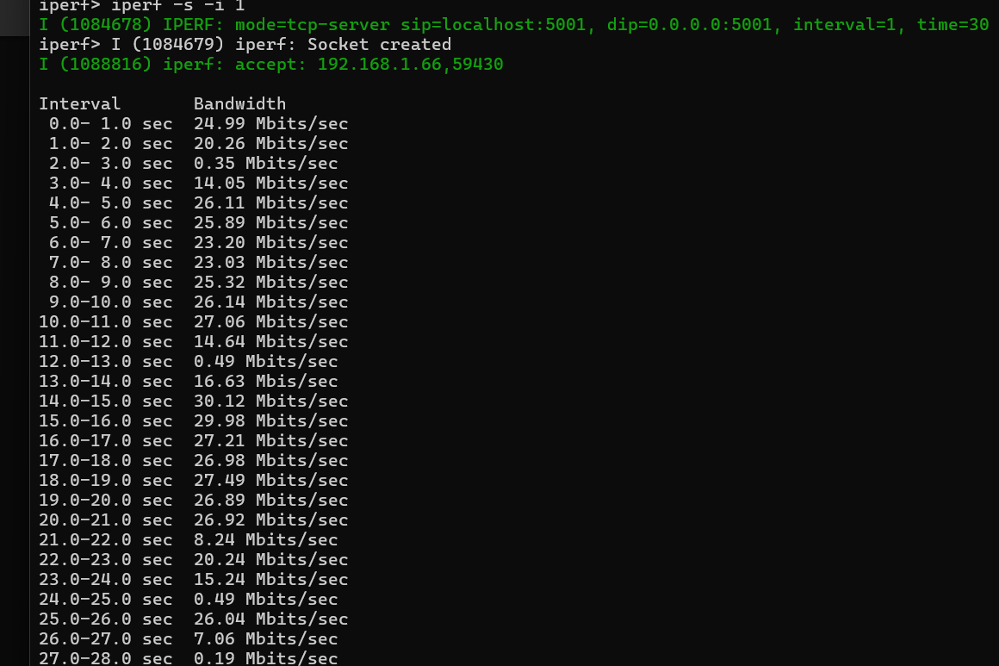 iperf> iperf -s -i 1
I (1084678) IPERF: mode=tcp-server sip=localhost:5001, dip=0.0.0.0:5001, interval=1, time=30
iperf> I (1084679) iperf: Socket created
I (1088816) iperf: accept: 192.168.1.66,59430
Interval       Bandwidth
0.0- 1.0 sec  24.99 Mbits/sec
1.0- 2.0 sec  20.26 Mbits/sec
2.0- 3.0 sec  0.35 Mbits/sec
3.0- 4.0 sec  14.05 Mbits/sec
4.0- 5.0 sec  26.11 Mbits/sec
5.0- 6.0 sec  25.89 Mbits/sec
6.0- 7.0 sec  23.20 Mbits/sec
7.0- 8.0 sec  23.03 Mbits/sec
8.0- 9.0 sec  25.32 Mbits/sec
9.0-10.0 sec  26.14 Mbits/sec
10.0-11.0 sec  27.06 Mbits/sec
11.0-12.0 sec  14.64 Mbits/sec
12.0-13.0 sec  0.49 Mbits/sec
13.0-14.0 sec  16.63 Mbis/sec
14.0-15.0 sec  30.12 Mbits/sec
15.0-16.0 sec  29.98 Mbits/sec
16.0-17.0 sec  27.21 Mbits/sec
17.0-18.0 sec  26.98 Mbits/sec
18.0-19.0 sec  27.49 Mbits/sec
19.0-20.0 sec  26.89 Mbits/sec
20.0-21.0 sec  26.92 Mbits/sec
21.0-22.0 sec  8.24 Mbits/sec
22.0-23.0 sec  20.24 Mbits/sec
23.0-24.0 sec  15.24 Mbits/sec
24.0-25.0 sec  0.49 Mbits/sec
25.0-26.0 sec  26.04 Mbits/sec
26.0-27.0 sec  7.06 Mbits/sec
27.0-28.0 sec  0.19 Mbits/sec